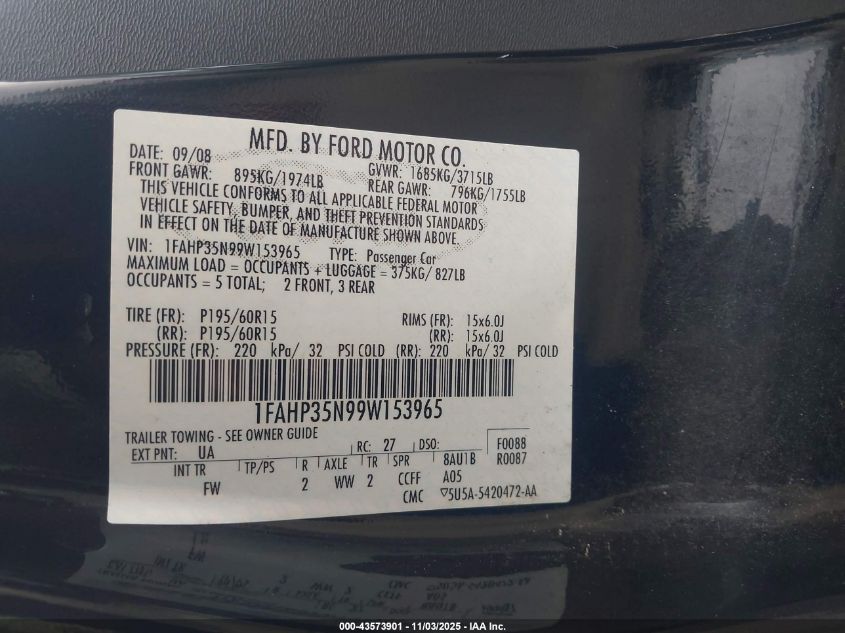 MFD. BY FORD MOTOR CO.
DATE: 09/08 GVWR: 1685KG/3715LB
FRONT GAWR: 895KG/1974LB REAR GAWR: 796KG/1755LB
THIS VEHICLE CONFORMS TO ALL APPLICABLE FEDERAL MOTOR
VEHICLE SAFETY, BUMPER, AND THEFT PREVENTION STANDARDS
IN EFFECT ON THE DATE OF MANUFACTURE SHOWN ABOVE.
VIN: 1FAHP35N99W153965 TYPE: Passenger Car
MAXIMUM LOAD = OCCUPANTS + LUGGAGE = 375KG/ 827LB
OCCUPANTS = 5 TOTAL; 2 FRONT, 3 REAR
TIRE (FR): P195/60R15 RIMS (FR): 15x6.0J
(RR): P195/60R15 (RR): 15x6.0J
PRESSURE (FR): 220 kPa/ 32 PSI COLD (RR): 220 kPa/ 32 PSI COLD
1FAHP35N99W153965
TRAILER TOWING - SEE OWNER GUIDE
EXT PNT: UA RC: 27 DSO: F0088
INT TR TP/PS R AXLE TR SPR 8AU1B R0087
FW 2 WW 2 CCFF A05
CMC ▽5U5A-5420472-AA
000-43573901 - 11/03/2025 - IAA Inc.